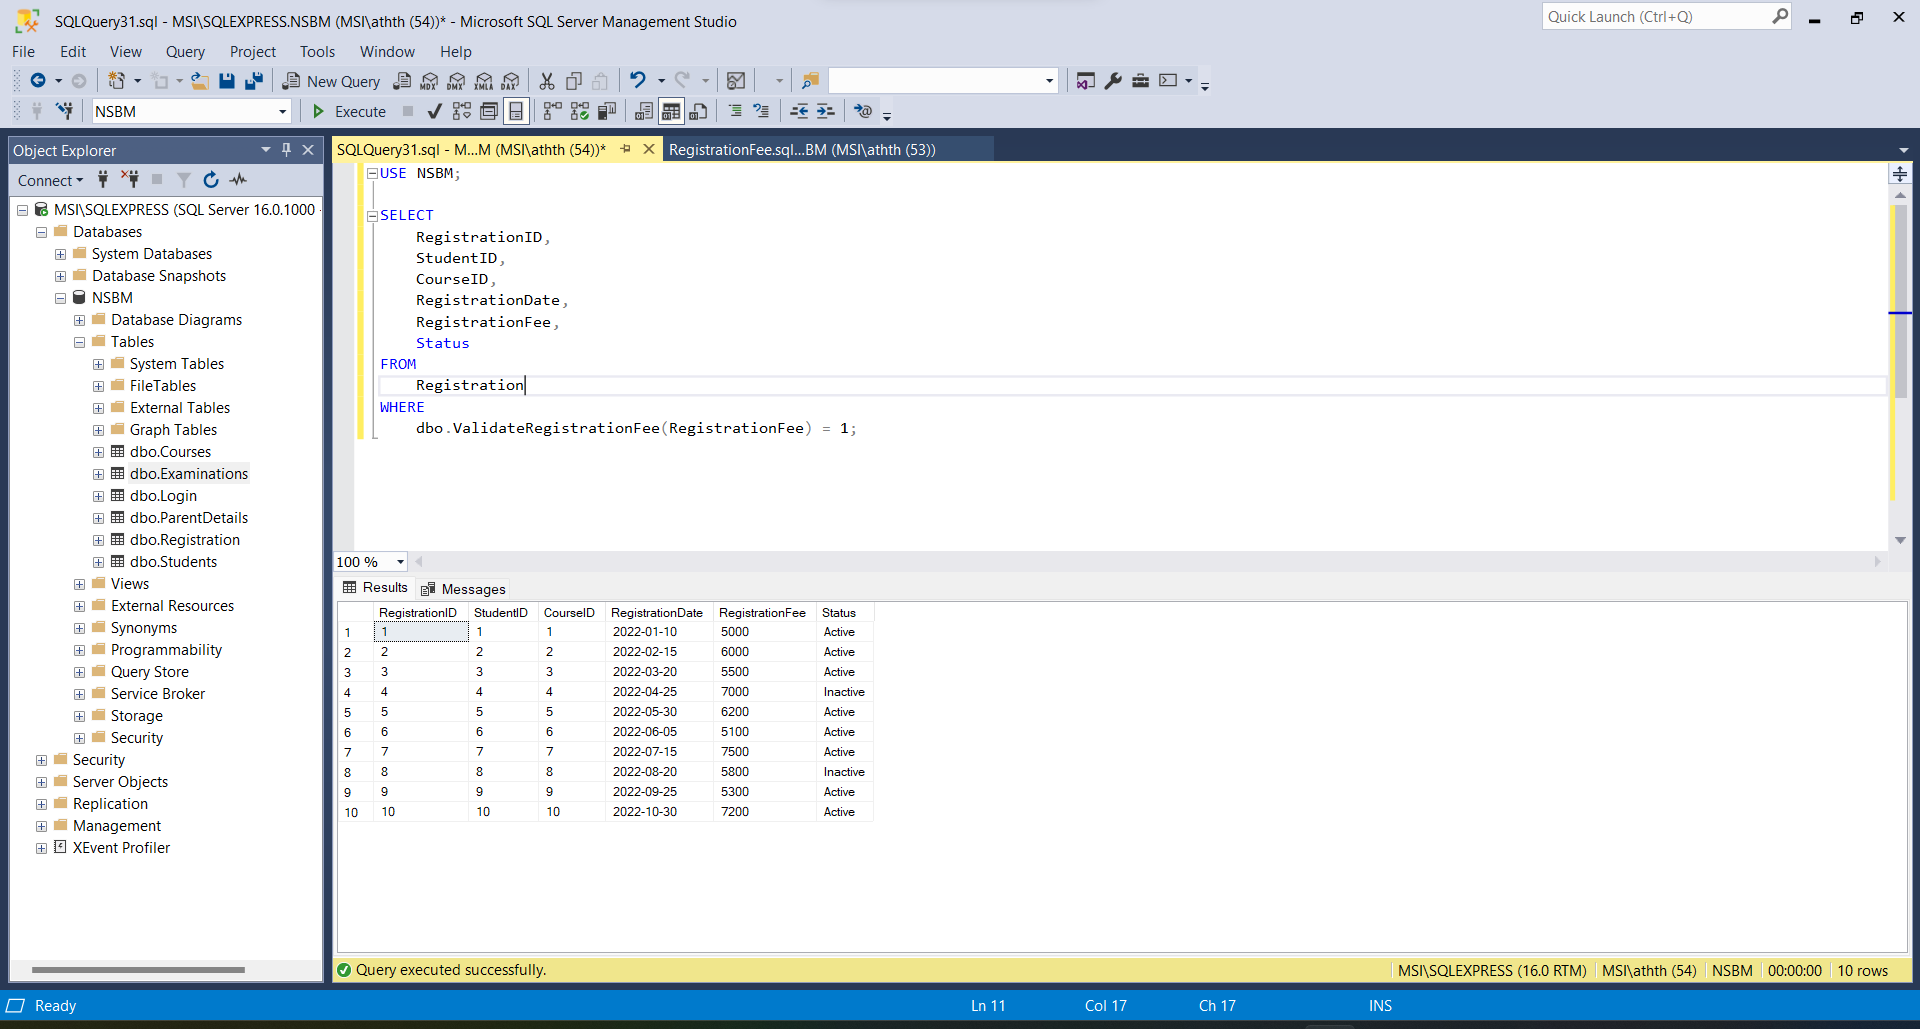 SQLQuery31.sql - MSI\SQLEXPRESS.NSBM (MSI\athth (54))* - Microsoft SQL Server Management Studio
Quick Launch (Ctrl+Q)
File Edit View Query Project Tools Window Help
New Query MDX DMX XMLA DAX
NSBM Execute
Object Explorer
SQLQuery31.sql - M...M (MSI\athth (54))* RegistrationFee.sql...BM (MSI\athth (53))
Connect
MSI\SQLEXPRESS (SQL Server 16.0.1000 -
Databases
System Databases
Database Snapshots
NSBM
Database Diagrams
Tables
System Tables
FileTables
External Tables
Graph Tables
dbo.Courses
dbo.Examinations
dbo.Login
dbo.ParentDetails
dbo.Registration
dbo.Students
Views
External Resources
Synonyms
Programmability
Query Store
Service Broker
Storage
Security
Security
Server Objects
Replication
Management
XEvent Profiler
USE NSBM;
SELECT
RegistrationID,
StudentID,
CourseID,
RegistrationDate,
RegistrationFee,
Status
FROM
Registration
WHERE
dbo.ValidateRegistrationFee(RegistrationFee) = 1;
100 %
Results Messages
RegistrationID StudentID CourseID RegistrationDate RegistrationFee Status
1 1 1 1 2022-01-10 5000 Active
2 2 2 2 2022-02-15 6000 Active
3 3 3 3 2022-03-20 5500 Active
4 4 4 4 2022-04-25 7000 Inactive
5 5 5 5 2022-05-30 6200 Active
6 6 6 6 2022-06-05 5100 Active
7 7 7 7 2022-07-15 7500 Active
8 8 8 8 2022-08-20 5800 Inactive
9 9 9 9 2022-09-25 5300 Active
10 10 10 10 2022-10-30 7200 Active
Query executed successfully. MSI\SQLEXPRESS (16.0 RTM) MSI\athth (54) NSBM 00:00:00 10 rows
Ready Ln 11 Col 17 Ch 17 INS